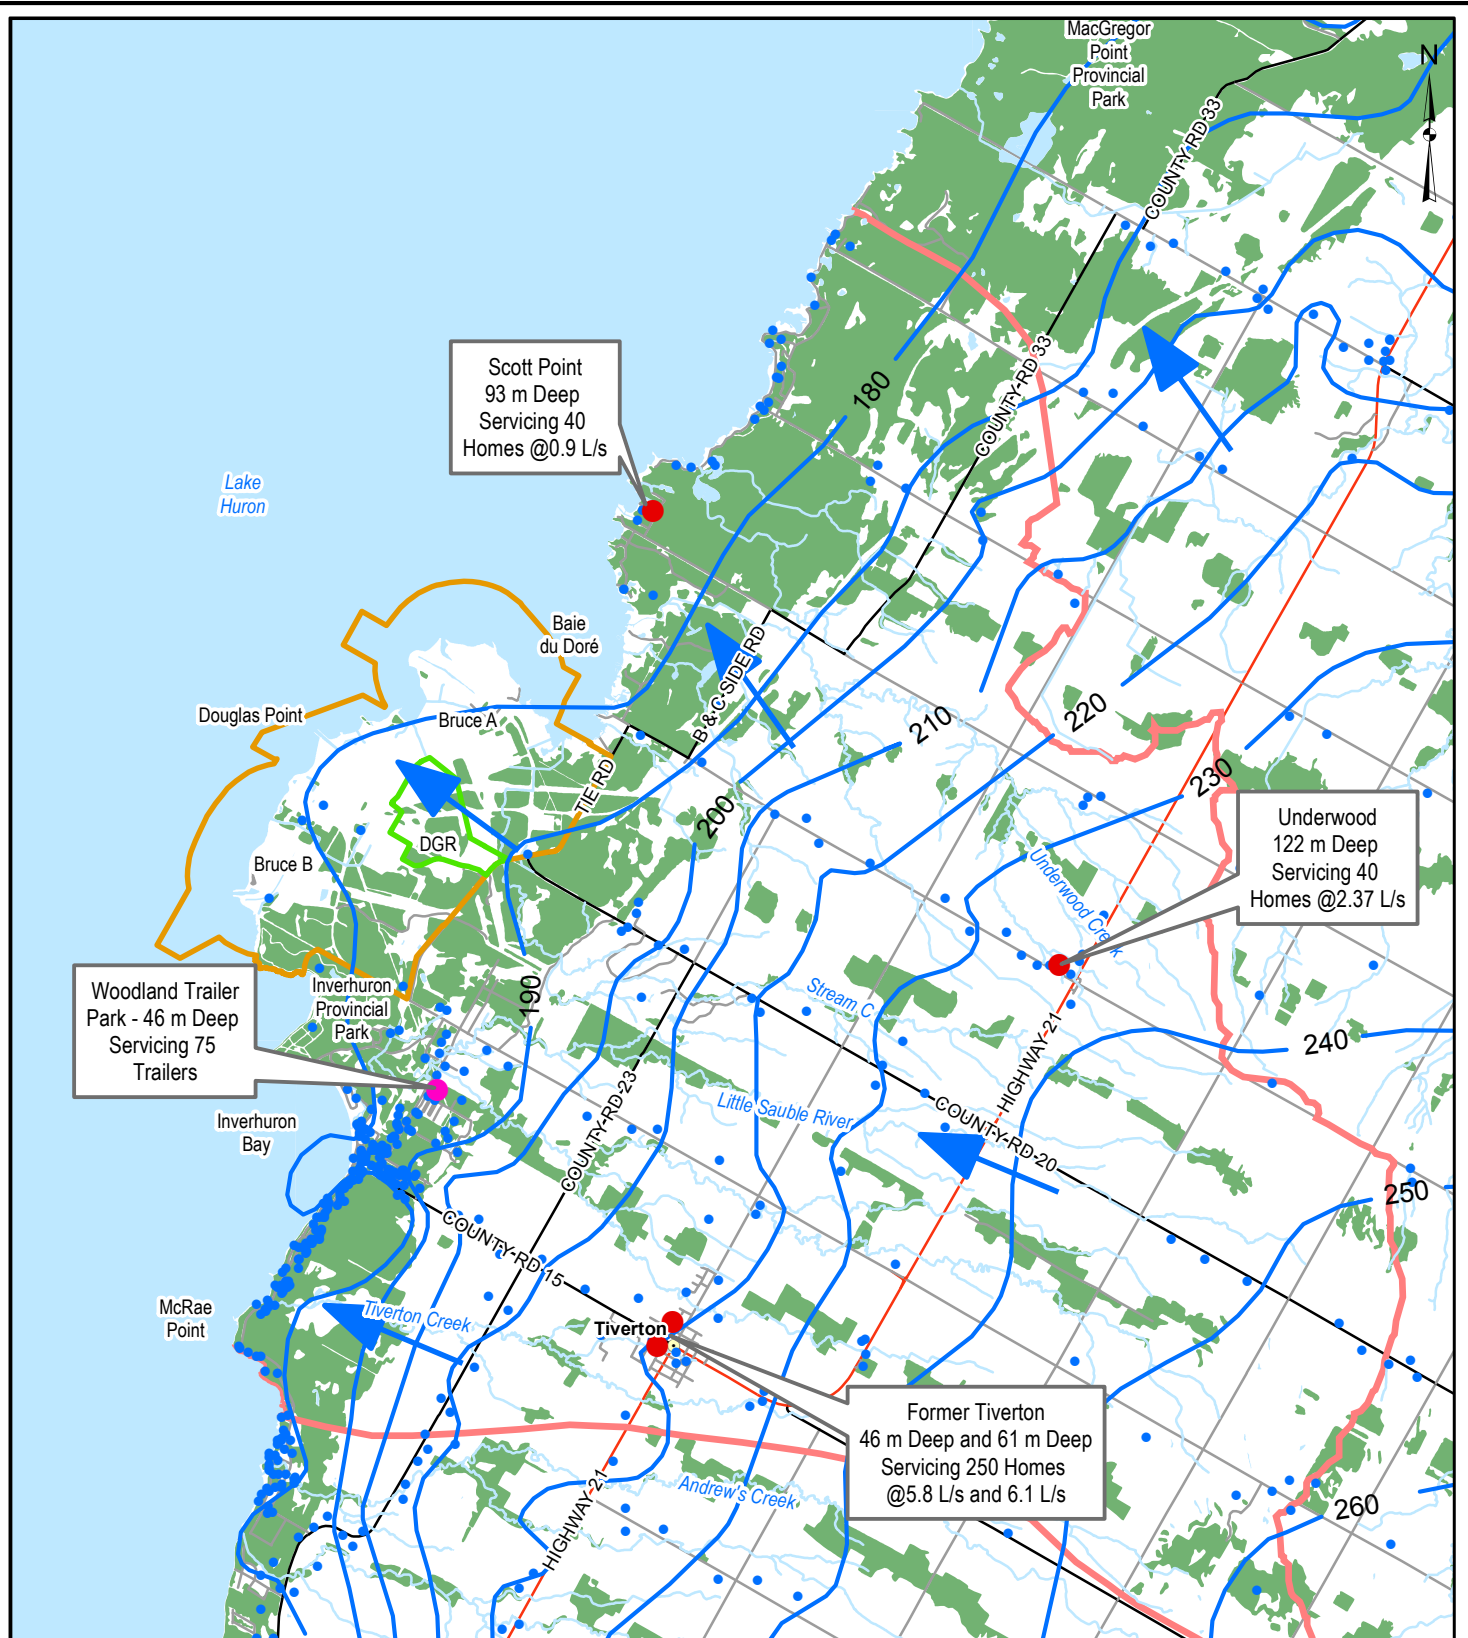 MacGregor
Point
Provincial
Park
N
COUNTY RD 33
Scott Point
93 m Deep
Servicing 40
Homes @0.9 L/s
180
COUNTY RD 33
Lake
Huron
Baie
du Doré
B & C SIDE RD
Douglas Point
Bruce A
210
220
TIE RD
200
230
DGR
Bruce B
Underwood
122 m Deep
Servicing 40
Homes @2.37 L/s
Underwood Creek
Woodland Trailer
Park - 46 m Deep
Servicing 75
Trailers
Inverhuron
Provincial
Park
190
Stream C
HIGHWAY 21
240
COUNTY RD 23
Little Sauble River
COUNTY RD 20
Inverhuron
Bay
250
COUNTY RD 15
McRae
Point
Tiverton Creek
Tiverton
Former Tiverton
46 m Deep and 61 m Deep
Servicing 250 Homes
@5.8 L/s and 6.1 L/s
HIGHWAY 21
Andrew's Creek
260